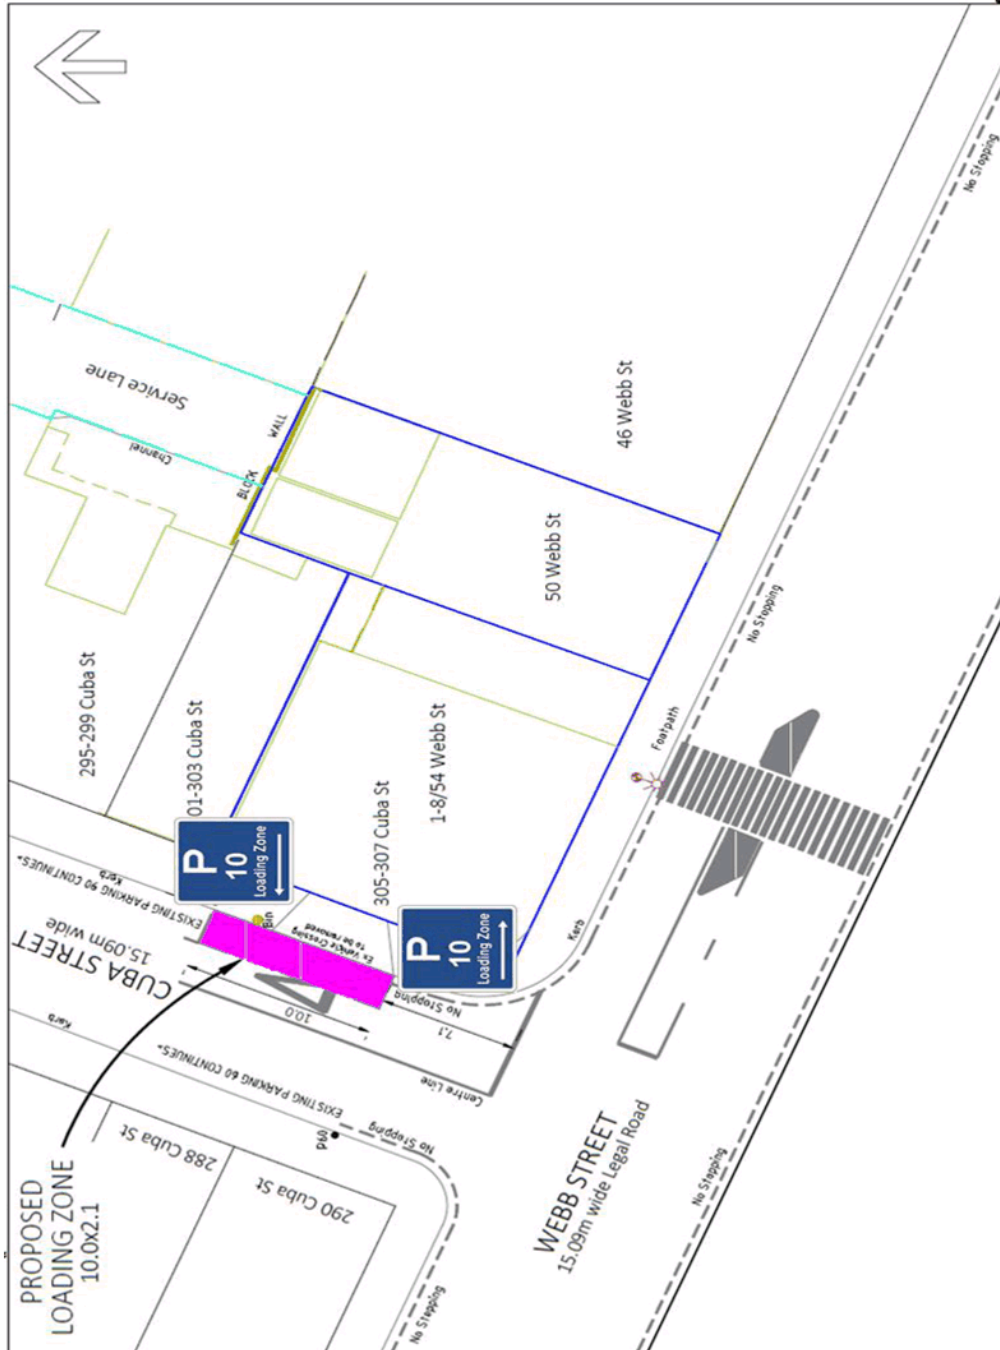 Service Lane
Channel
BLOCK
WALL
46 Webb St
50 Webb St
295-299 Cuba St
01-303 Cuba St
1-8/54 Webb St
305-307 Cuba St
P
10
Loading Zone
P
10
Loading Zone
EXISTING PARKING 90 CONTINUES
Kerb
CUBA STREET
15.09m wide
Bin
Ex Vehicle Crossing
To be removed
No Stopping
10.0
7.1
Kerb
EXISTING PARKING 60 CONTINUES
Centre Line
P60
No Stopping
288 Cuba St
290 Cuba St
PROPOSED
LOADING ZONE
10.0x2.1
No Stopping
WEBB STREET
15.09m wide Legal Road
No Stopping
Kerb
Footpath
No Stopping
No Stopping